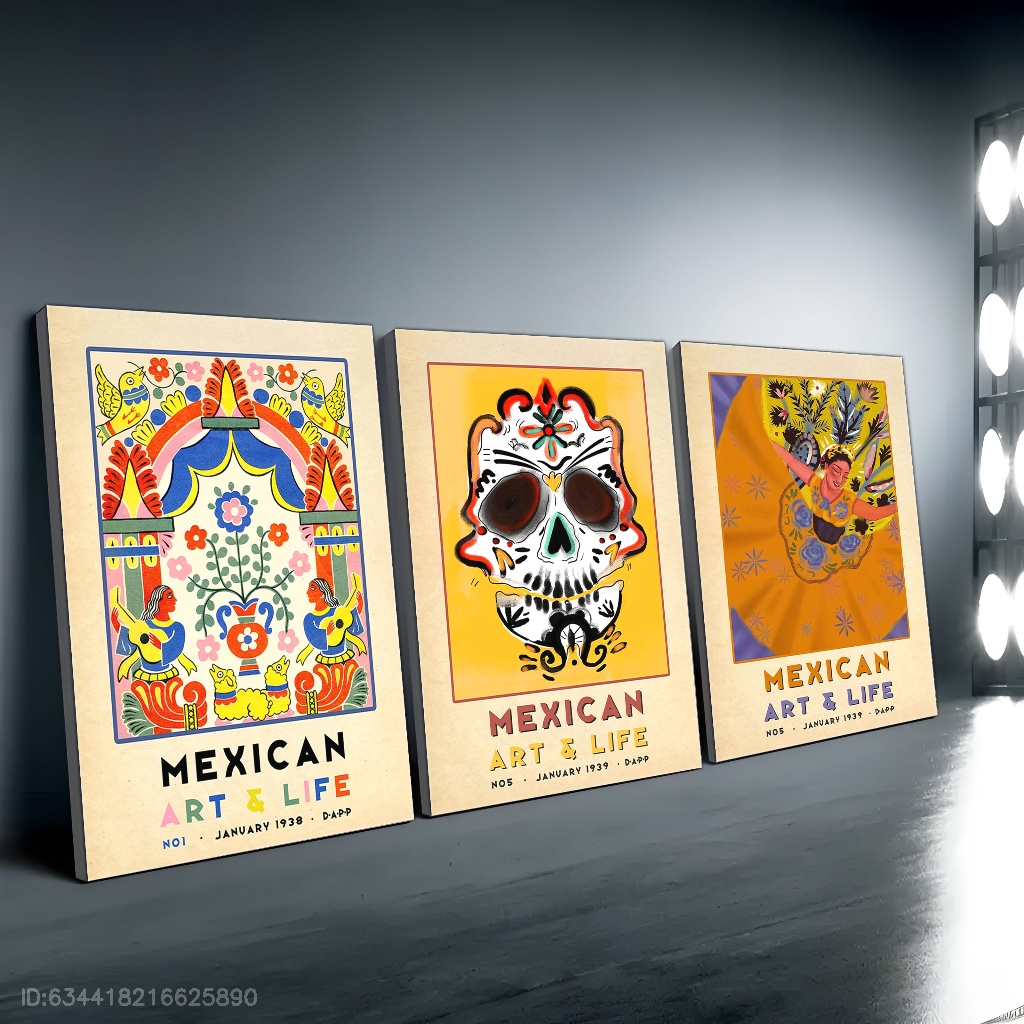 MEXICAN
ART & LIFE
NO1 · JANUARY 1938 · D·A·P·P
MEXICAN
ART & LIFE
NO5 · JANUARY 1939 · D·A·P·P
MEXICAN
ART & LIFE
NO5 · JANUARY 1939 · D·A·P·P
ID:634418216625890